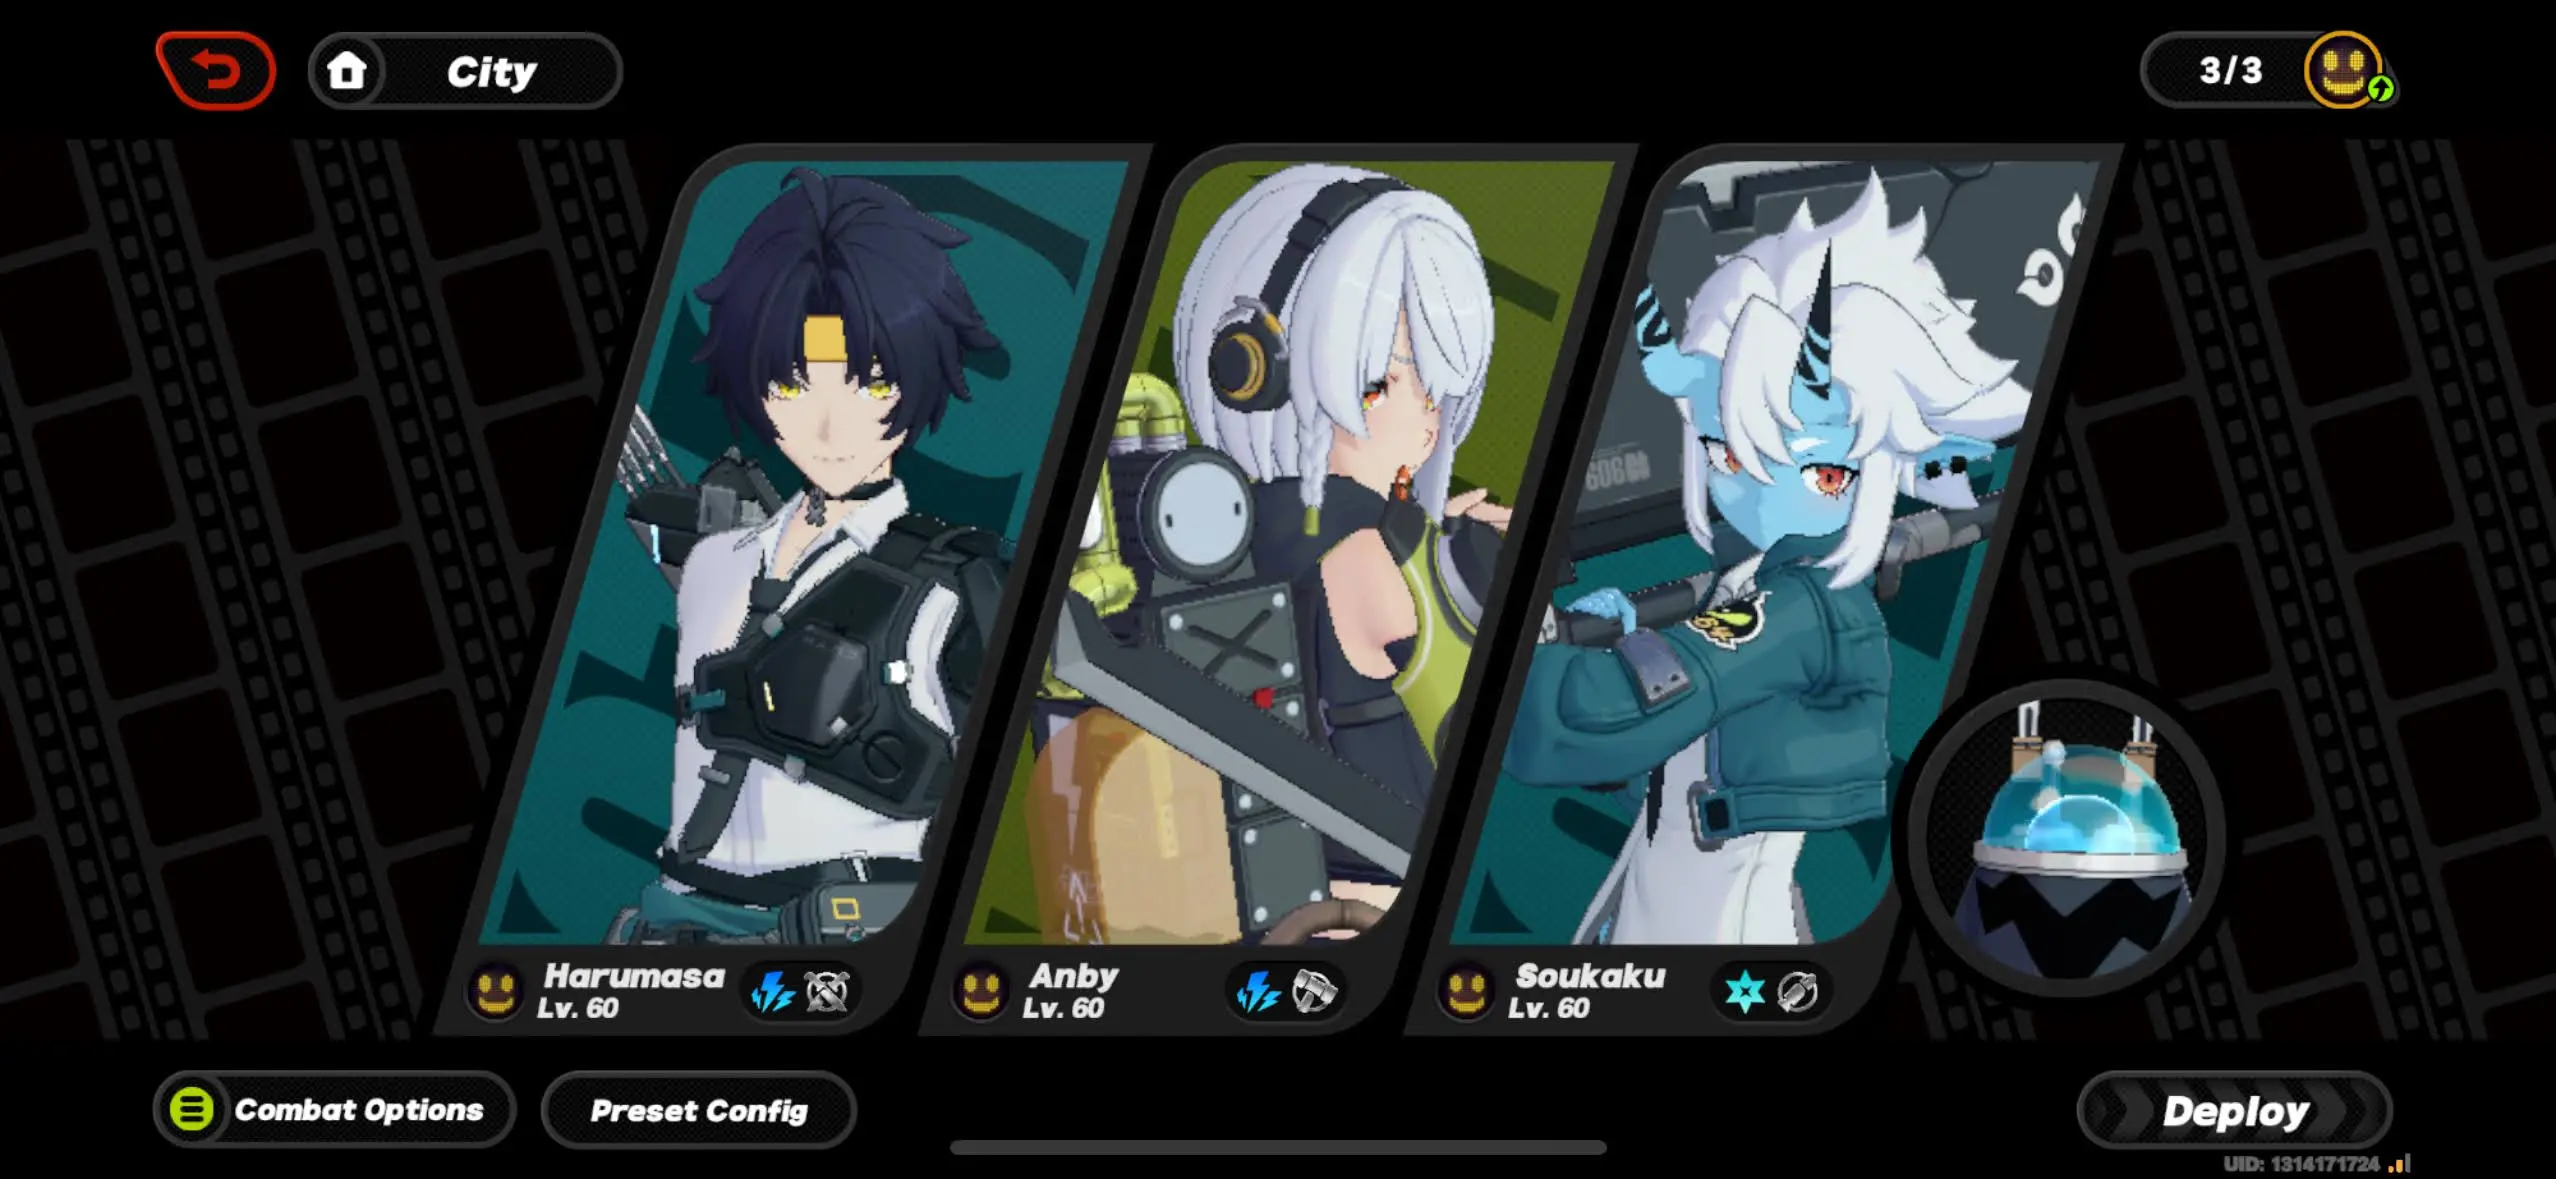 City
3/3
606
Harumasa
Lv. 60
Anby
Lv. 60
Soukaku
Lv. 60
Combat Options
Preset Config
Deploy
UID: 1314171724